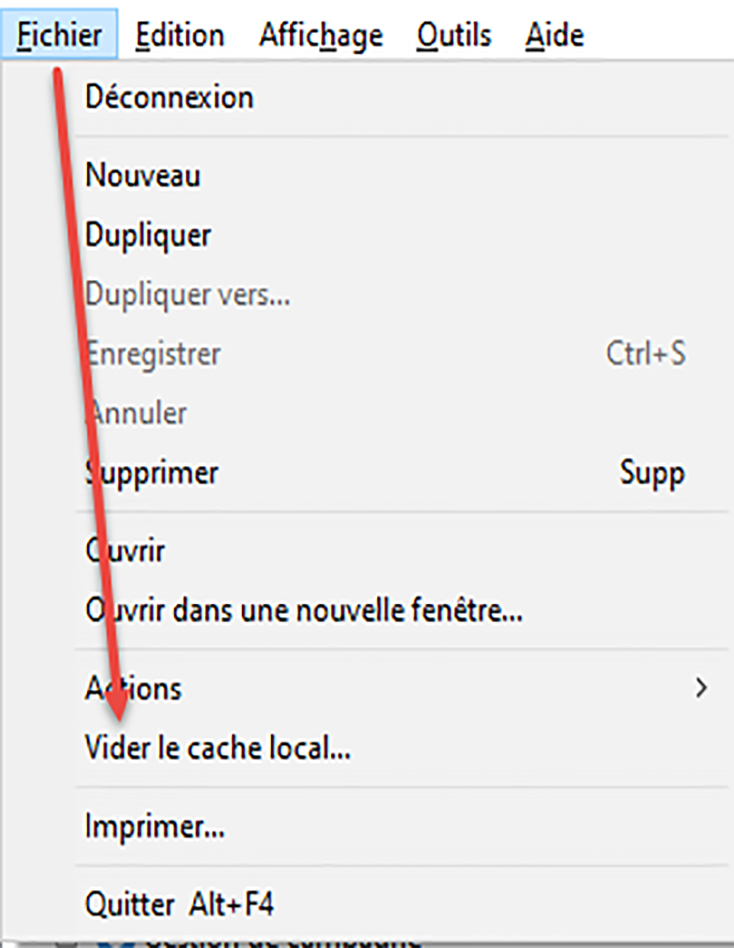 Fichier Edition Affichage Outils Aide
Déconnexion
Nouveau
Dupliquer
Dupliquer vers...
Enregistrer Ctrl+S
Annuler
Supprimer Supp
Ouvrir
Ouvrir dans une nouvelle fenêtre...
Actions
Vider le cache local...
Imprimer...
Quitter Alt+F4